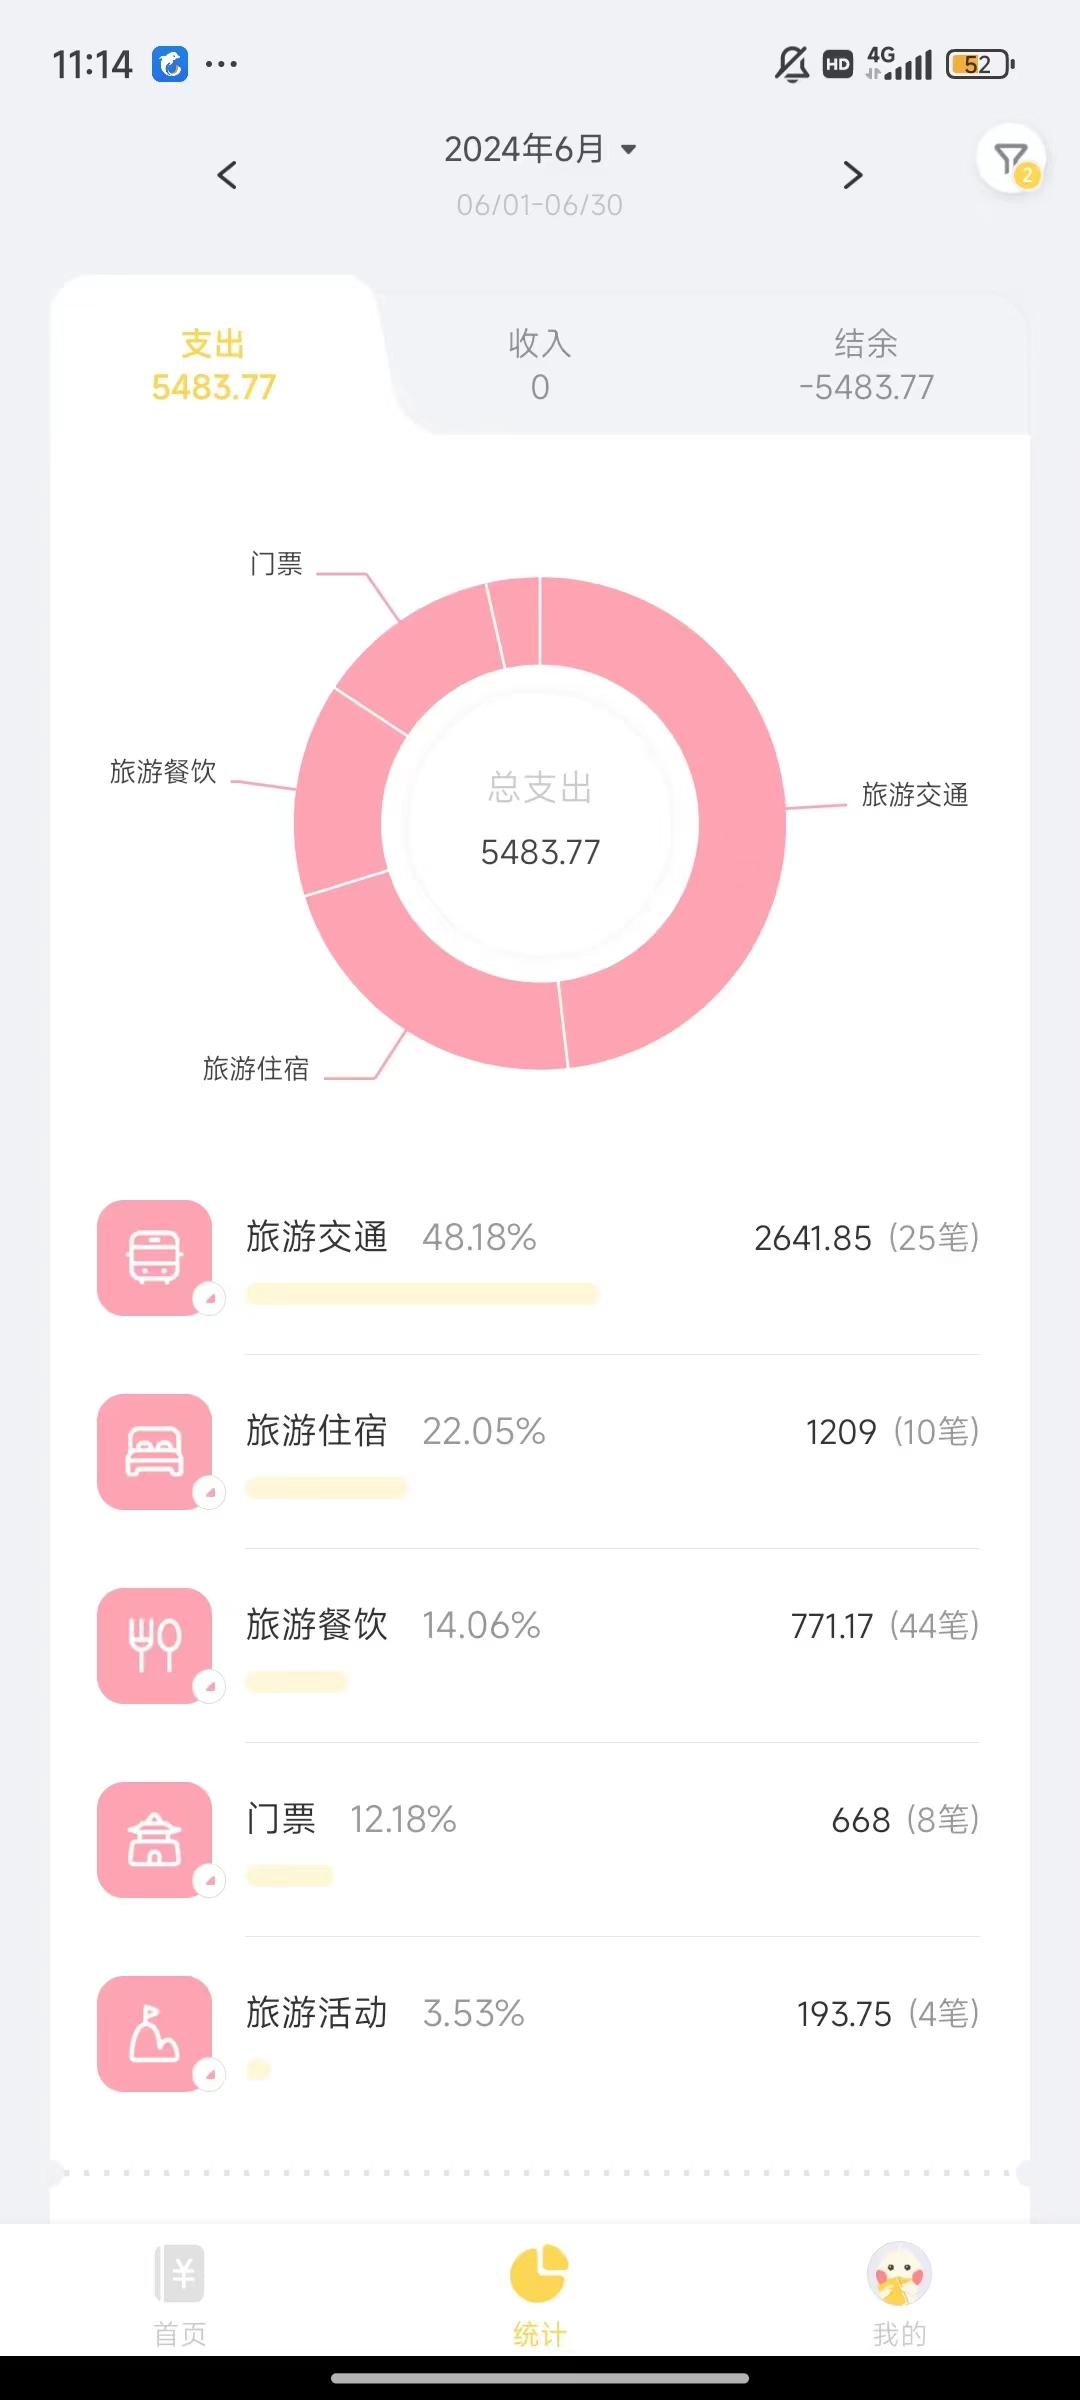 11:14
HD 4G 52
2024年6月
06/01-06/30
2
支出 收入 结余
5483.77 0 -5483.77
门票
旅游餐饮
总支出
旅游交通
5483.77
旅游住宿
旅游交通 48.18% 2641.85 (25笔)
旅游住宿 22.05% 1209 (10笔)
旅游餐饮 14.06% 771.17 (44笔)
门票 12.18% 668 (8笔)
旅游活动 3.53% 193.75 (4笔)
¥
首页 统计 我的